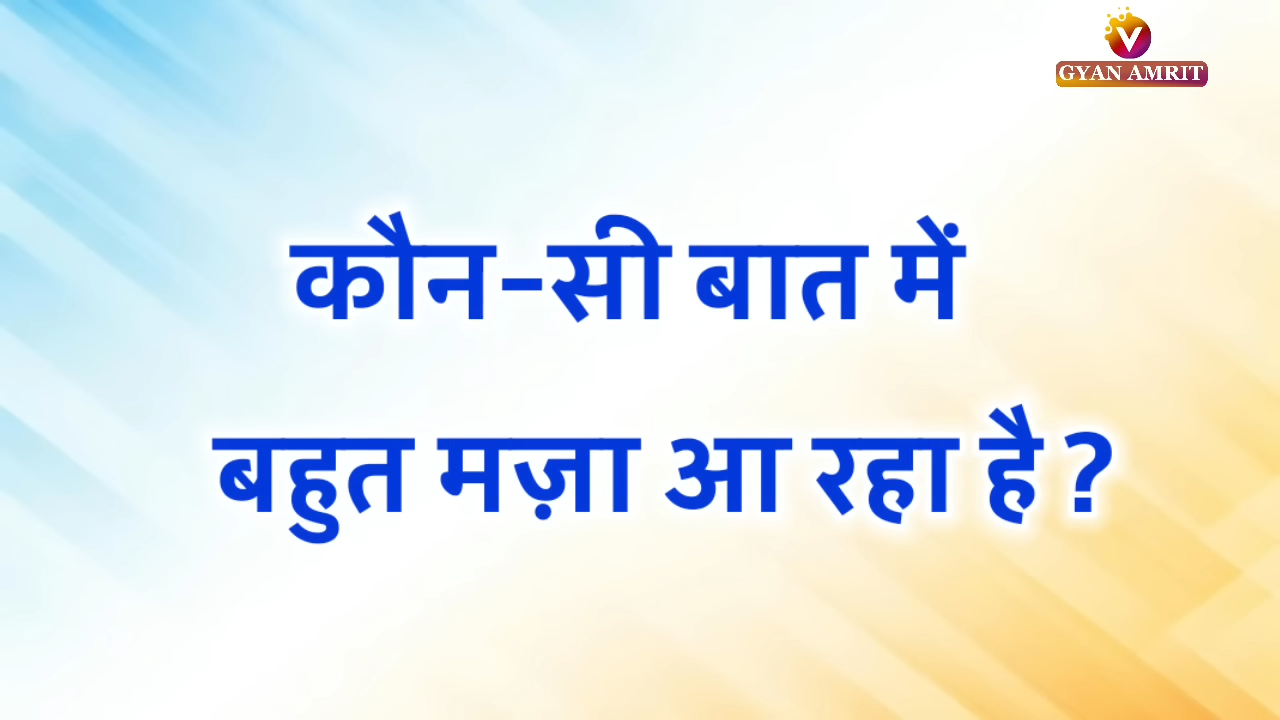 V
GYAN AMRIT
कौन-सी बात में
बहुत मज़ा आ रहा है ?